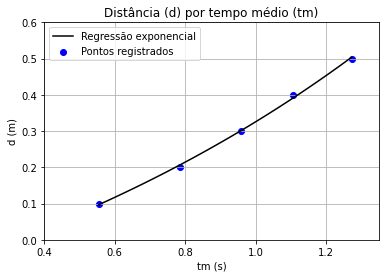 Distância (d) por tempo médio (tm)
Regressão exponencial
Pontos registrados
d (m)
0.6
0.5
0.4
0.3
0.2
0.1
0.0
0.4 0.6 0.8 1.0 1.2
tm (s)